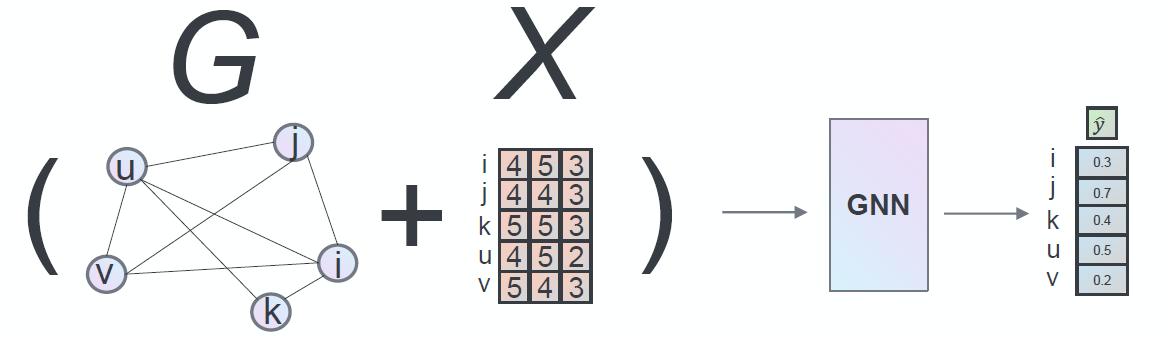 G X
( + )
u
j
v
i
k
i 4 5 3
j 4 4 3
k 5 5 3
u 4 5 2
v 5 4 3
GNN
ŷ
i 0.3
j 0.7
k 0.4
u 0.5
v 0.2